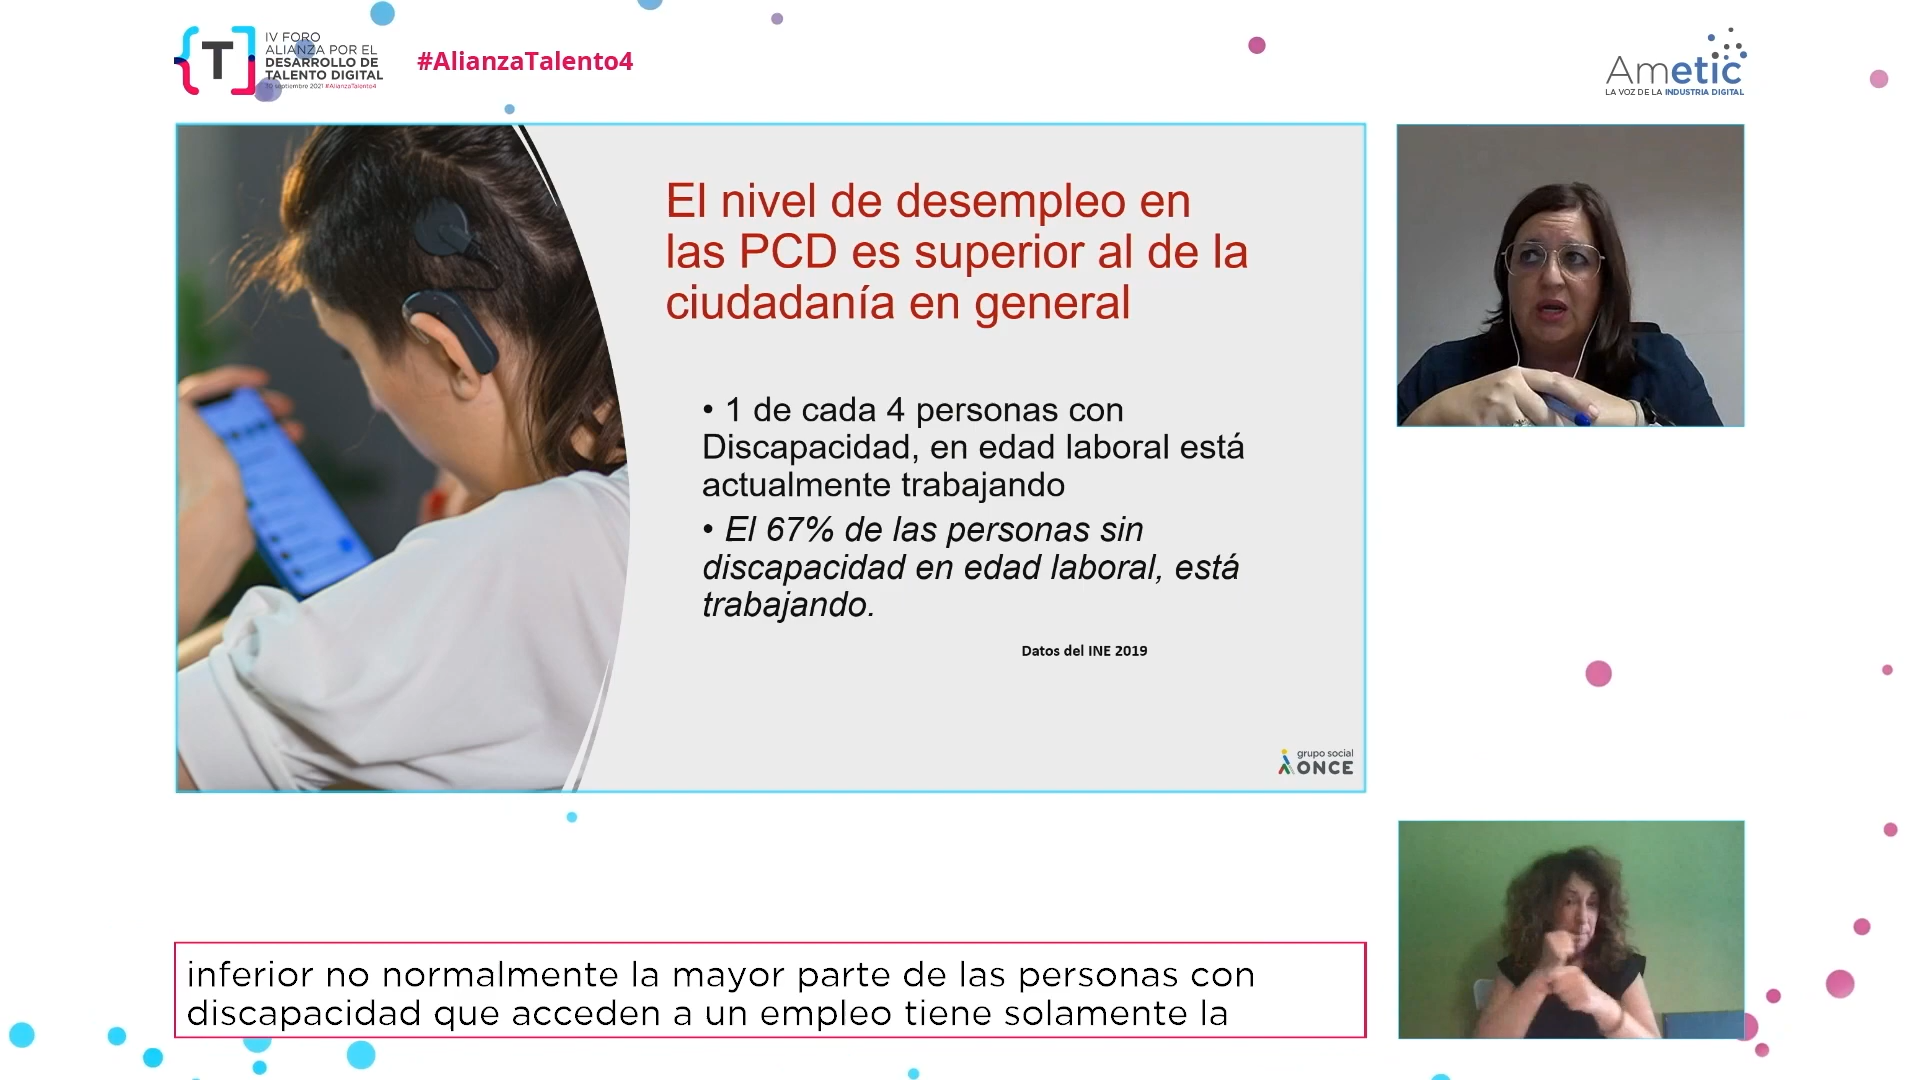 IV FORO
ALIANZA POR EL
DESARROLLO DE
TALENTO DIGITAL
30 septiembre 2021 #AlianzaTalento4
{T]
#AlianzaTalento4
Ametic
LA VOZ DE LA INDUSTRIA DIGITAL
El nivel de desempleo en
las PCD es superior al de la
ciudadanía en general
• 1 de cada 4 personas con
Discapacidad, en edad laboral está
actualmente trabajando
• El 67% de las personas sin
discapacidad en edad laboral, está
trabajando.
Datos del INE 2019
grupo social
ONCE
inferior no normalmente la mayor parte de las personas con
discapacidad que acceden a un empleo tiene solamente la